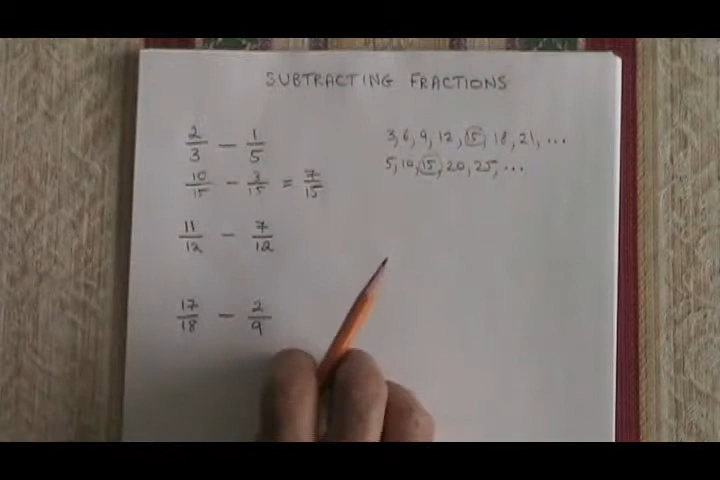 SUBTRACTING FRACTIONS
2/3 - 1/5
3, 6, 9, 12, 15, 18, 21, ...
10/15 - 3/15 = 7/15
5, 10, 15, 20, 25, ...
11/12 - 7/12
17/18 - 2/9